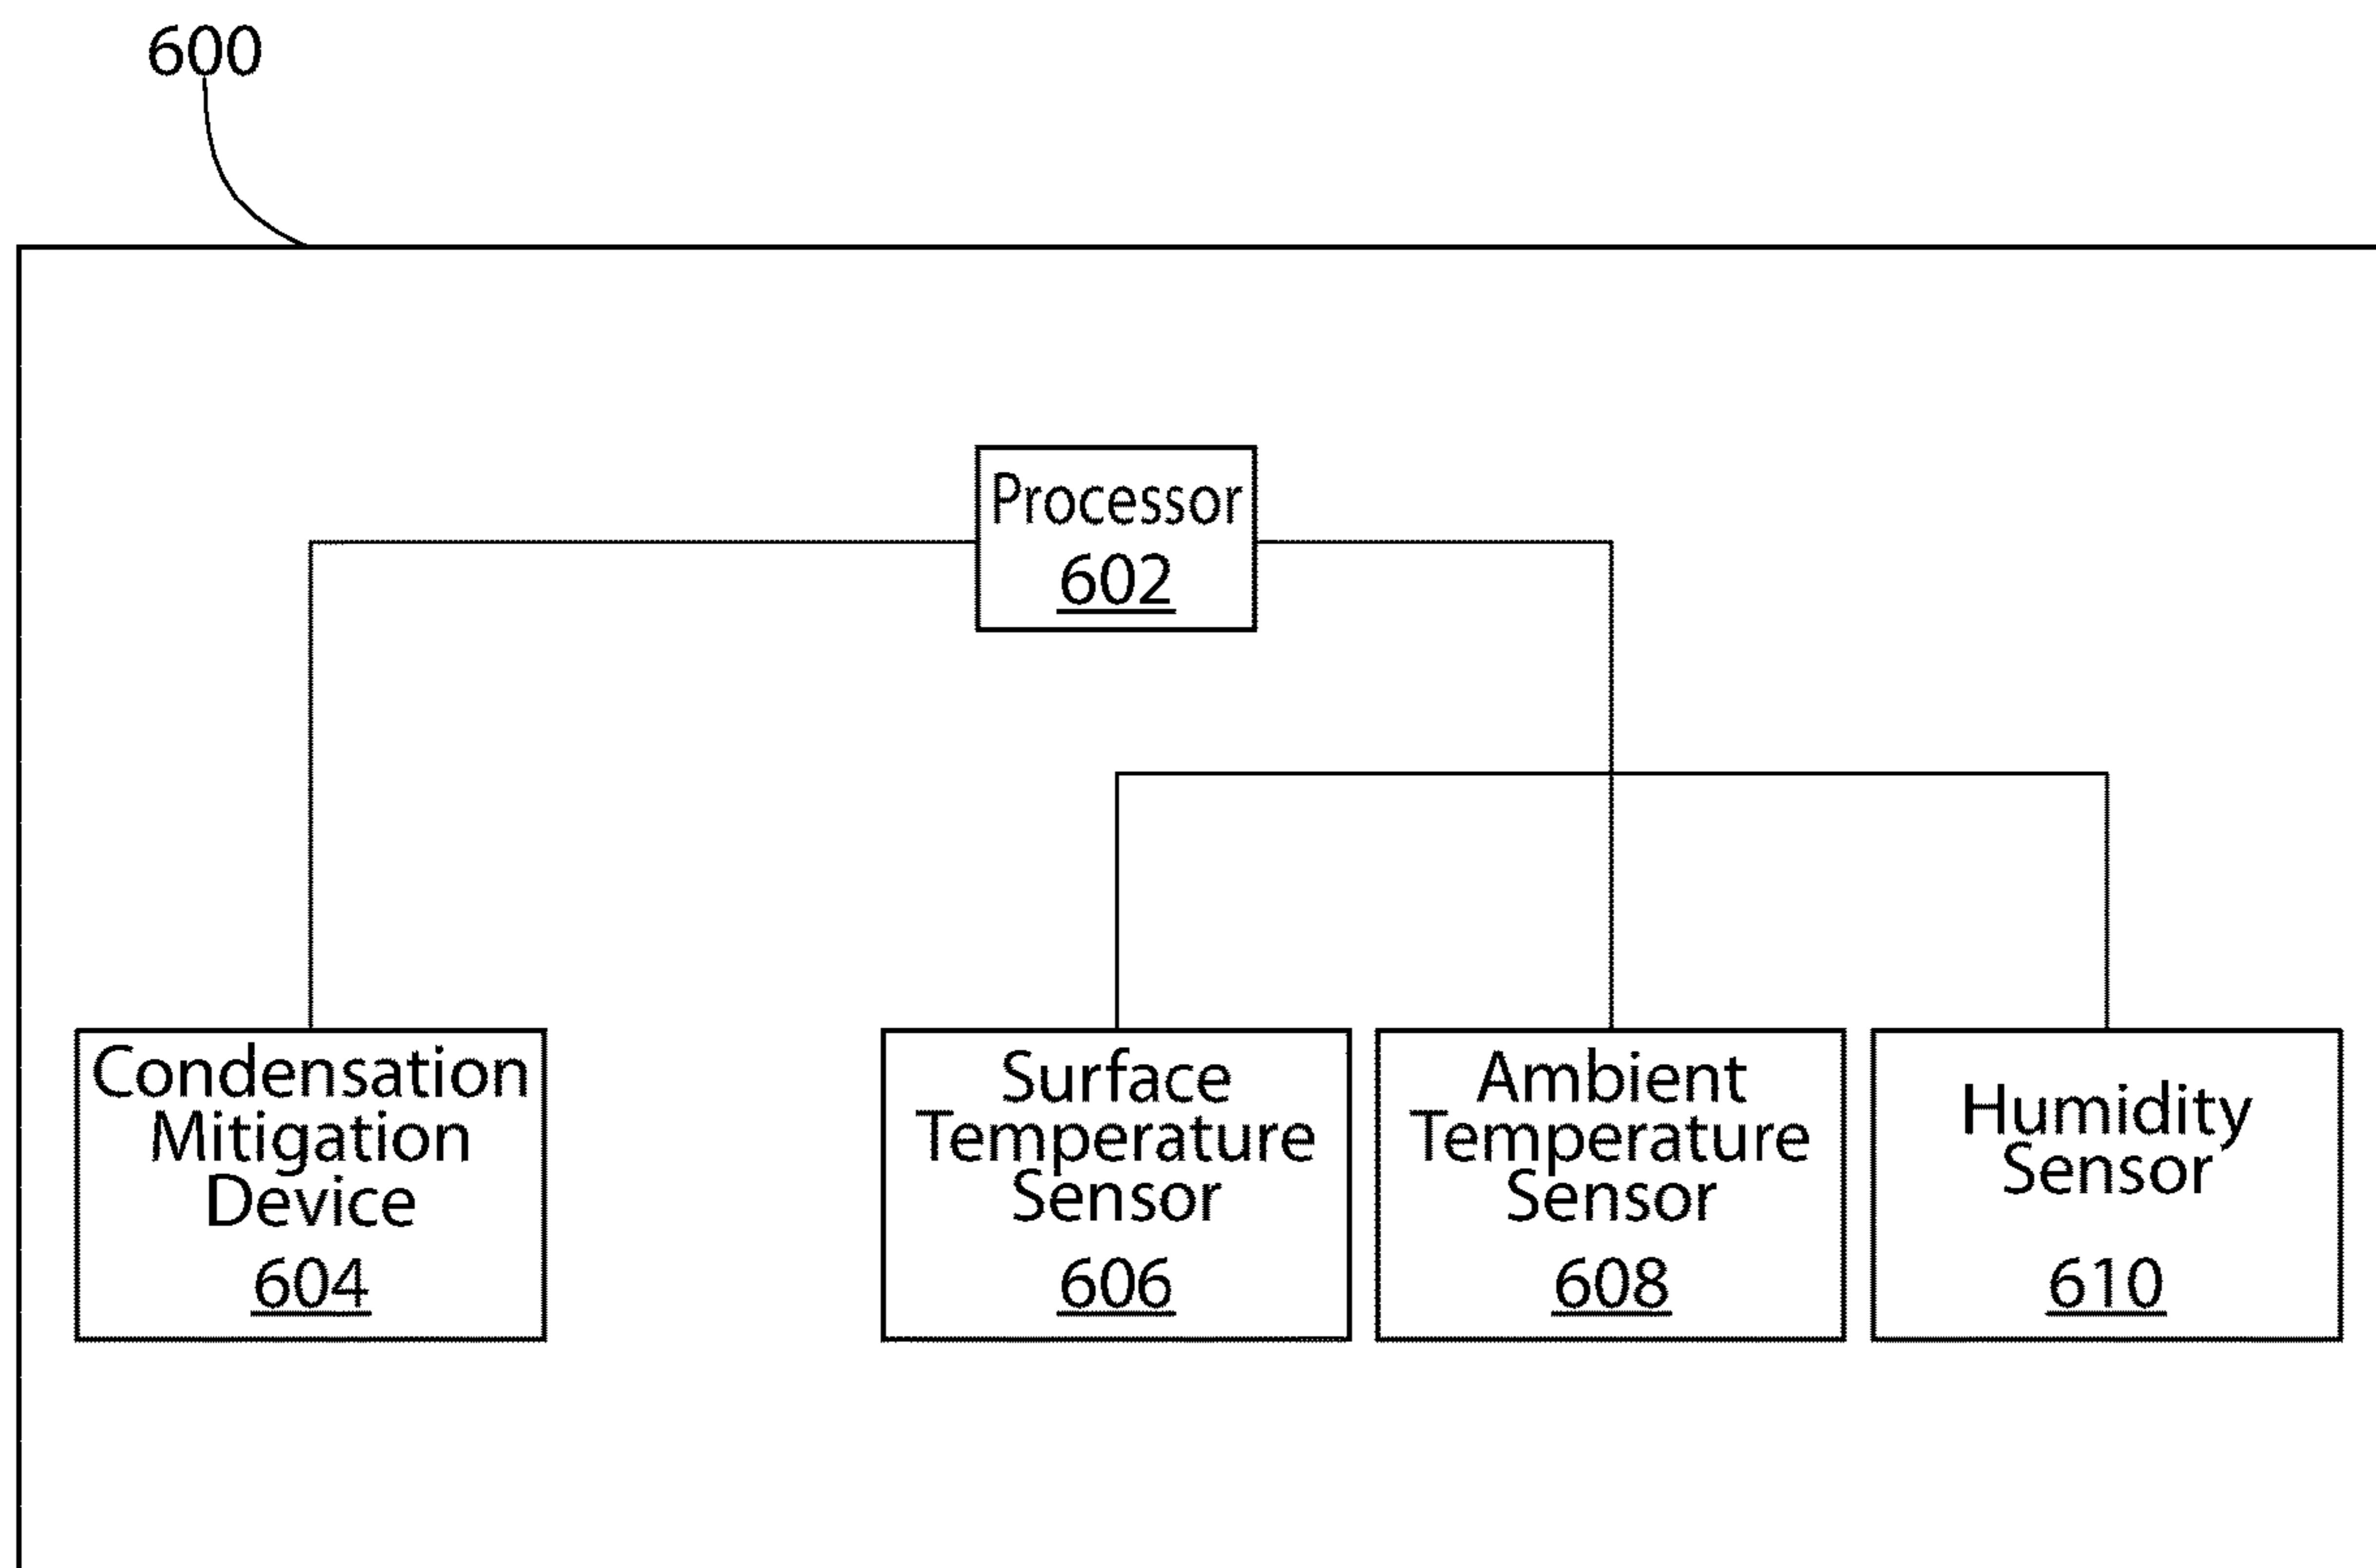 600
Processor
602
Condensation
Mitigation
Device
604
Surface
Temperature
Sensor
606
Ambient
Temperature
Sensor
608
Humidity
Sensor
610